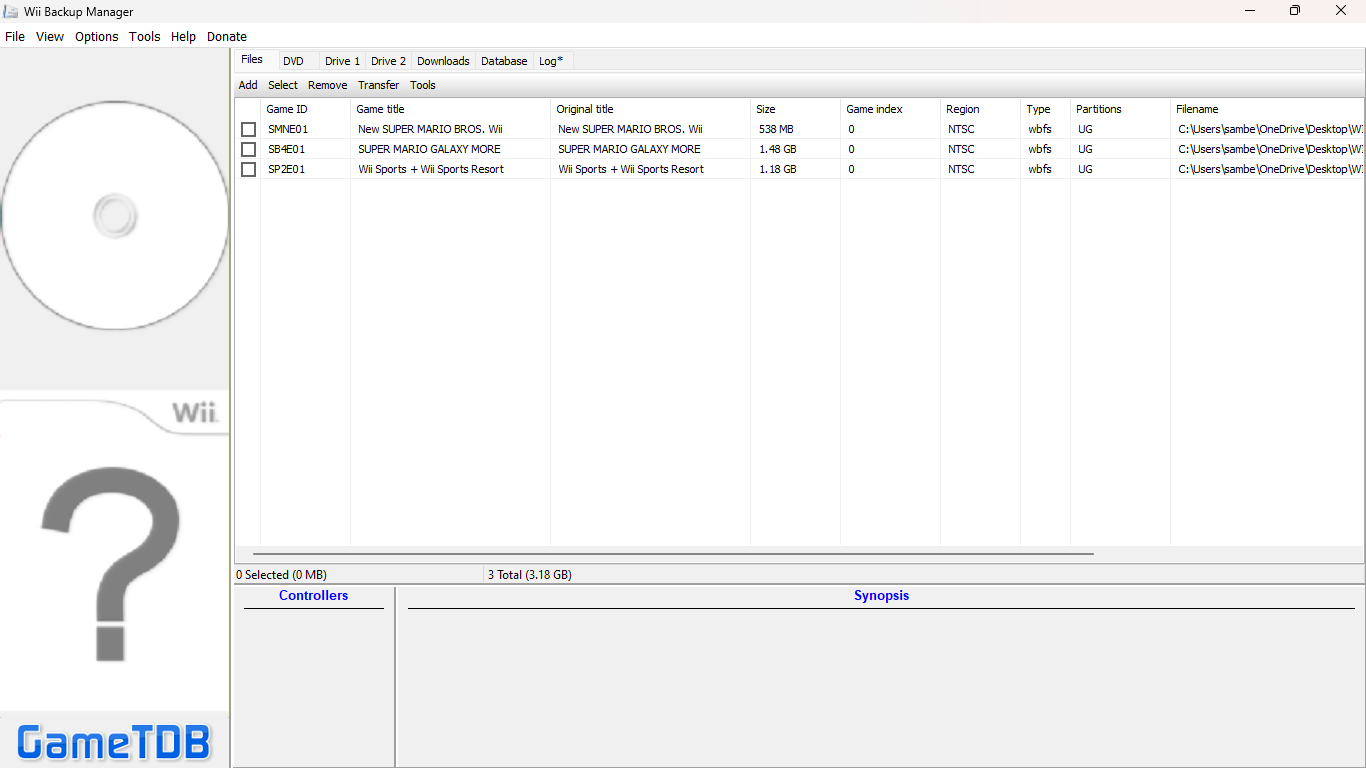 Wii Backup Manager
File View Options Tools Help Donate
Files DVD Drive 1 Drive 2 Downloads Database Log*
Add Select Remove Transfer Tools
Game ID Game title Original title Size Game index Region Type Partitions Filename
SMNE01 New SUPER MARIO BROS. Wii New SUPER MARIO BROS. Wii 538 MB 0 NTSC wbfs UG C:\Users\sambe\OneDrive\Desktop\WI
SB4E01 SUPER MARIO GALAXY MORE SUPER MARIO GALAXY MORE 1.48 GB 0 NTSC wbfs UG C:\Users\sambe\OneDrive\Desktop\WI
SP2E01 Wii Sports + Wii Sports Resort Wii Sports + Wii Sports Resort 1.18 GB 0 NTSC wbfs UG C:\Users\sambe\OneDrive\Desktop\WI
Wii
?
0 Selected (0 MB) 3 Total (3.18 GB)
Controllers Synopsis
GameTDB